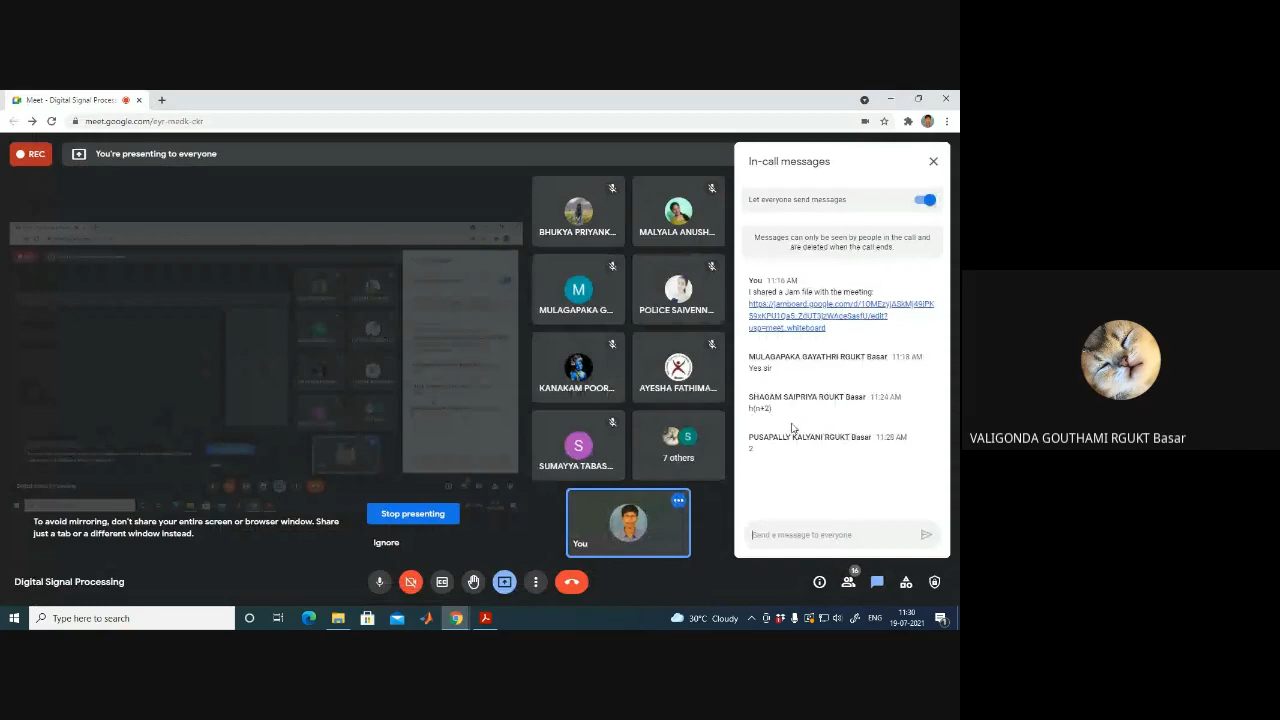 Meet - Digital Signal Process
meet.google.com/eyr-medk-ckr
REC
You're presenting to everyone
In-call messages
Let everyone send messages
Messages can only be seen by people in the call and
are deleted when the call ends.
You 11:16 AM
I shared a Jam file with the meeting:
usp=meet_whiteboard
MULAGAPAKA GAYATHRI RGUKT Basar 11:18 AM
Yes sir
SHAGAM SAIPRIYA RGUKT Basar 11:24 AM
h(n+2)
PUSAPALLY KALYANI RGUKT Basar 11:28 AM
2
Send a message to everyone
BHUKYA PRIYANK...
MALYALA ANUSH...
M
MULAGAPAKA G...
POLICE SAIVENN...
KANAKAM POOR...
AYESHA FATHIMA...
S
SUMAYYA TABAS...
S
7 others
You
To avoid mirroring, don't share your entire screen or browser window. Share
just a tab or a different window instead.
Stop presenting
Ignore
Digital Signal Processing
16
Type here to search
30°C Cloudy
ENG
11:30
19-07-2021
VALIGONDA GOUTHAMI RGUKT Basar